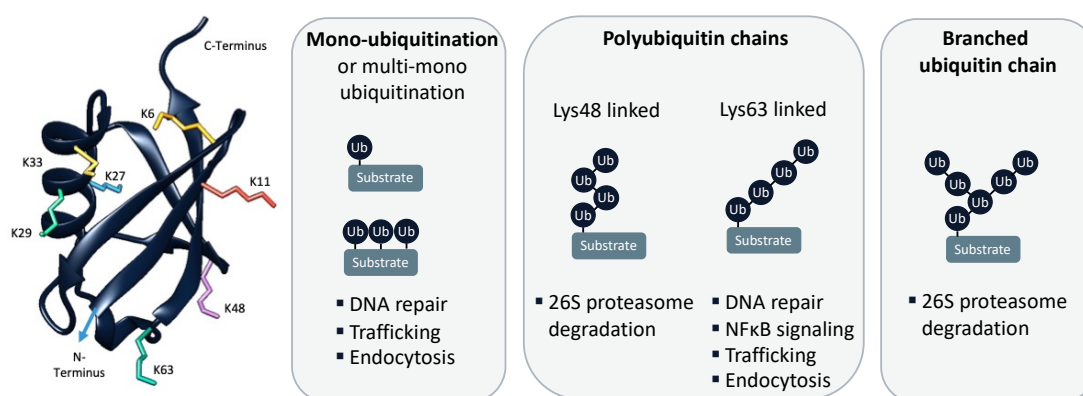 C-Terminus
K6
K33
K27
K11
K29
K48
N-
Terminus
K63
Mono-ubiquitination
or multi-mono
ubiquitination
Ub
Substrate
Ub Ub Ub
Substrate
▪ DNA repair
▪ Trafficking
▪ Endocytosis
Polyubiquitin chains
Lys48 linked
Ub
Ub
Ub
Ub
Substrate
▪ 26S proteasome
degradation
Lys63 linked
Ub
Ub
Ub
Ub
Substrate
▪ DNA repair
▪ NFκB signaling
▪ Trafficking
▪ Endocytosis
Branched
ubiquitin chain
Ub Ub
Ub Ub
Ub
Ub
Substrate
▪ 26S proteasome
degradation